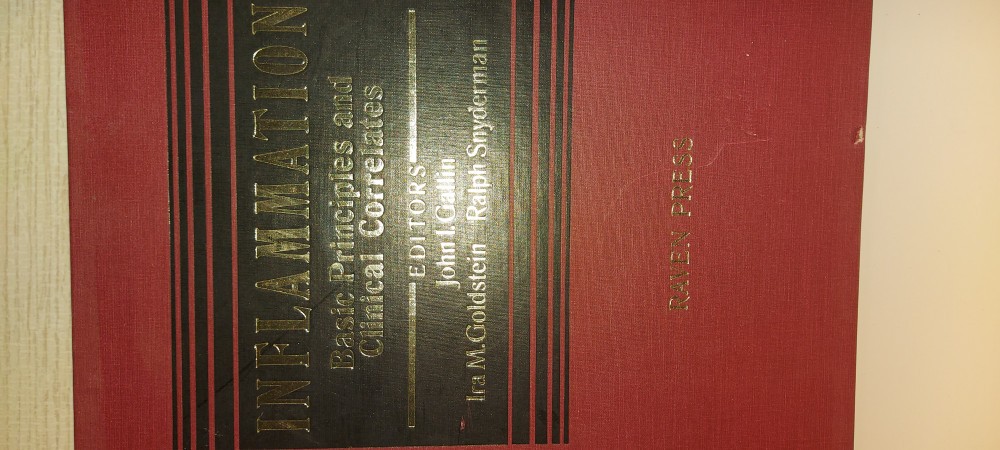 INFLAMMATION
Basic Principles and
Clinical Correlates
EDITORS
John I. Gallin
Ira M. Goldstein Ralph Snyderman
RAVEN PRESS